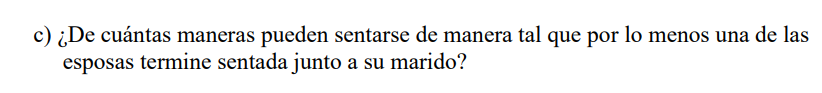 c) ¿De cuántas maneras pueden sentarse de manera tal que por lo menos una de las
esposas termine sentada junto a su marido?